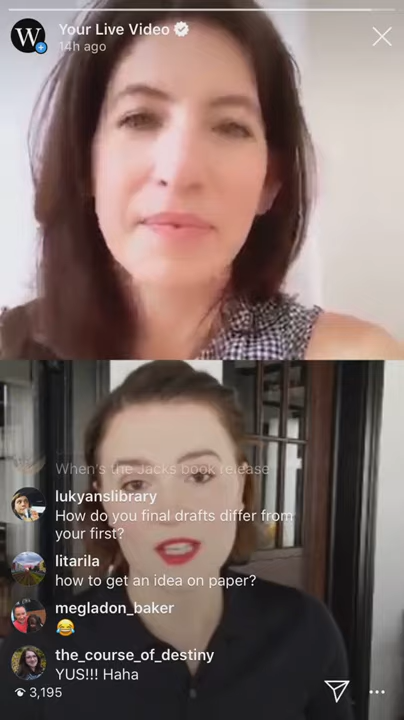 W
Your Live Video
14h ago
When's the Jacks book release
lukyanslibrary
How do you final drafts differ from
your first?
litarila
how to get an idea on paper?
megladon_baker
😂
the_course_of_destiny
YUS!!! Haha
3,195